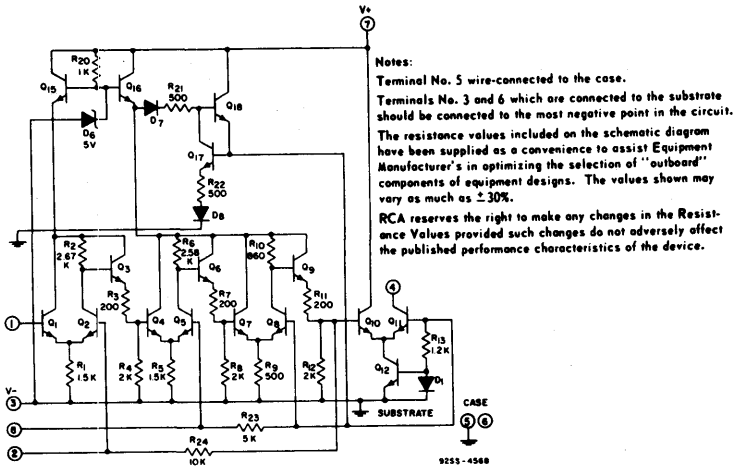 V+
7
R20
1K
Q15
Q16
R21
500
Q18
D7
D6
5V
Q17
R22
500
D8
R2
2.67
K
Q3
R3
200
R6
2.58
K
Q6
R7
200
R10
860
Q9
R11
200
4
1
Q1
Q2
Q4
Q5
Q7
Q8
Q10
Q11
R13
1.2K
R1
1.5K
R4
2K
R5
1.5K
R8
2K
R9
500
R12
2K
Q12
D1
V-
3
SUBSTRATE
CASE
5 6
8
R23
5K
2
R24
10K
9255-4568
Notes:
Terminal No. 5 wire-connected to the case.
Terminals No. 3 and 6 which are connected to the substrate
should be connected to the most negative point in the circuit.
The resistance values included on the schematic diagram
have been supplied as a convenience to assist Equipment
Manufacturer's in optimizing the selection of "outboard"
components of equipment designs. The values shown may
vary as much as ±30%.
RCA reserves the right to make any changes in the Resist-
ance Values provided such changes do not adversely affect
the published performance characteristics of the device.